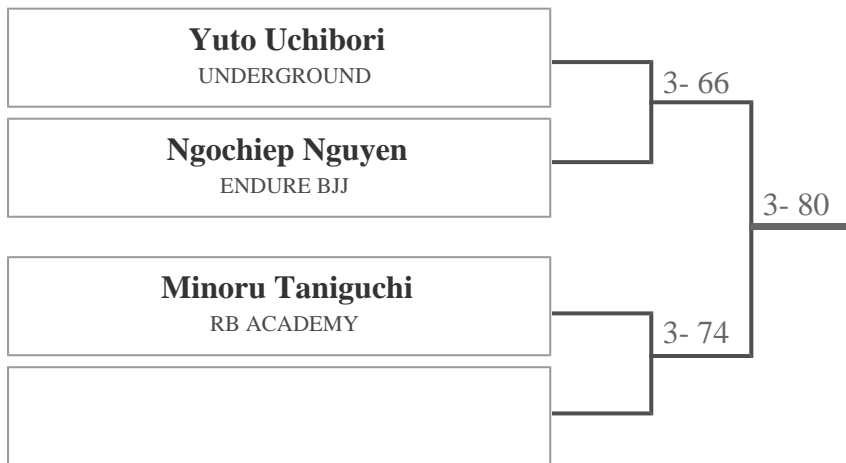 Yuto Uchibori
UNDERGROUND
3- 66
Ngochiep Nguyen
ENDURE BJJ
3- 80
Minoru Taniguchi
RB ACADEMY
3- 74